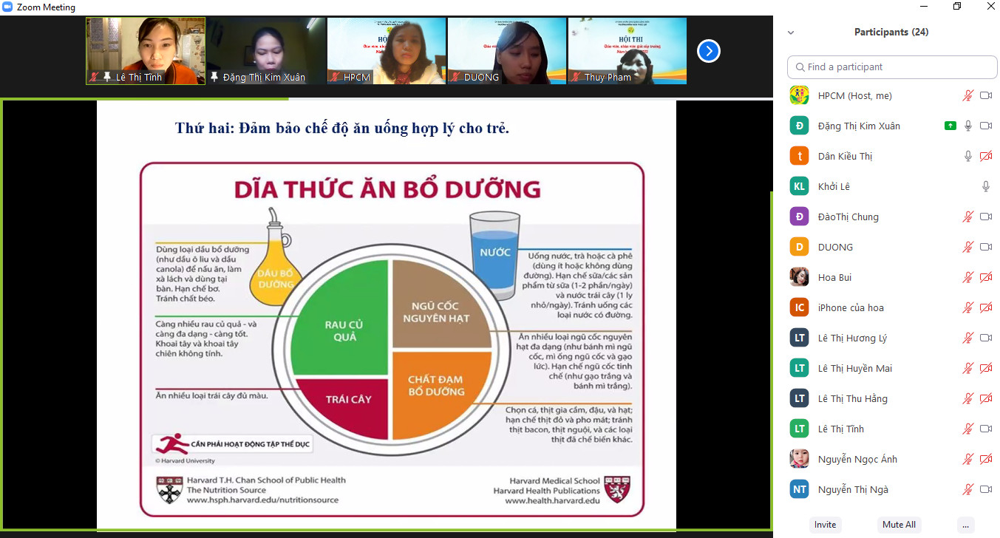 Zoom Meeting
Lê Thị Tĩnh
Đặng Thị Kim Xuân
HPCM
DUONG
Thuy Pham
HỘI THI
Thứ hai: Đảm bảo chế độ ăn uống hợp lý cho trẻ.
DĨA THỨC ĂN BỔ DƯỠNG
Dùng loại dầu bổ dưỡng
(như dầu ô liu và dầu
canola) để nấu ăn, làm
xà lách và dùng tại
bàn. Hạn chế bơ.
Tránh chất béo.
DẦU BỔ
DƯỠNG
Càng nhiều rau củ quả - và
càng đa dạng - càng tốt.
Khoai tây và khoai tây
chiên không tính.
Ăn nhiều loại trái cây đủ màu.
RAU CỦ
QUẢ
TRÁI CÂY
NGŨ CỐC
NGUYÊN HẠT
CHẤT ĐẠM
BỔ DƯỠNG
NƯỚC
Uống nước, trà hoặc cà phê
(dùng ít hoặc không dùng
đường). Hạn chế sữa/các sản
phẩm từ sữa (1-2 phần/ngày)
và nước trái cây (1 ly
nhỏ/ngày). Tránh uống các
loại nước có đường.
Ăn nhiều loại ngũ cốc nguyên
hạt đa dạng (như bánh mì ngũ
cốc, mì ống ngũ cốc và gạo
lức). Hạn chế ngũ cốc tinh
chế (như gạo trắng và
bánh mì trắng).
Chọn cá, thịt gia cầm, đậu, và hạt;
hạn chế thịt đỏ và pho mát; tránh
thịt bacon, thịt nguội, và các loại
thịt đã chế biến khác.
CẦN PHẢI HOẠT ĐỘNG TẬP THỂ DỤC
© Harvard University
Harvard T.H. Chan School of Public Health
The Nutrition Source
www.hsph.harvard.edu/nutritionsource
Harvard Medical School
Harvard Health Publications
www.health.harvard.edu
Participants (24)
Find a participant
HPCM (Host, me)
Đ Đặng Thị Kim Xuân
t Dân Kiều Thị
KL Khởi Lê
Đ ĐàoThị Chung
D DUONG
Hoa Bui
IC iPhone của hoa
LT Lê Thị Hương Lý
LT Lê Thị Huyền Mai
LT Lê Thị Thu Hằng
LT Lê Thị Tĩnh
Nguyễn Ngọc Ánh
NT Nguyễn Thị Ngà
Invite
Mute All
...